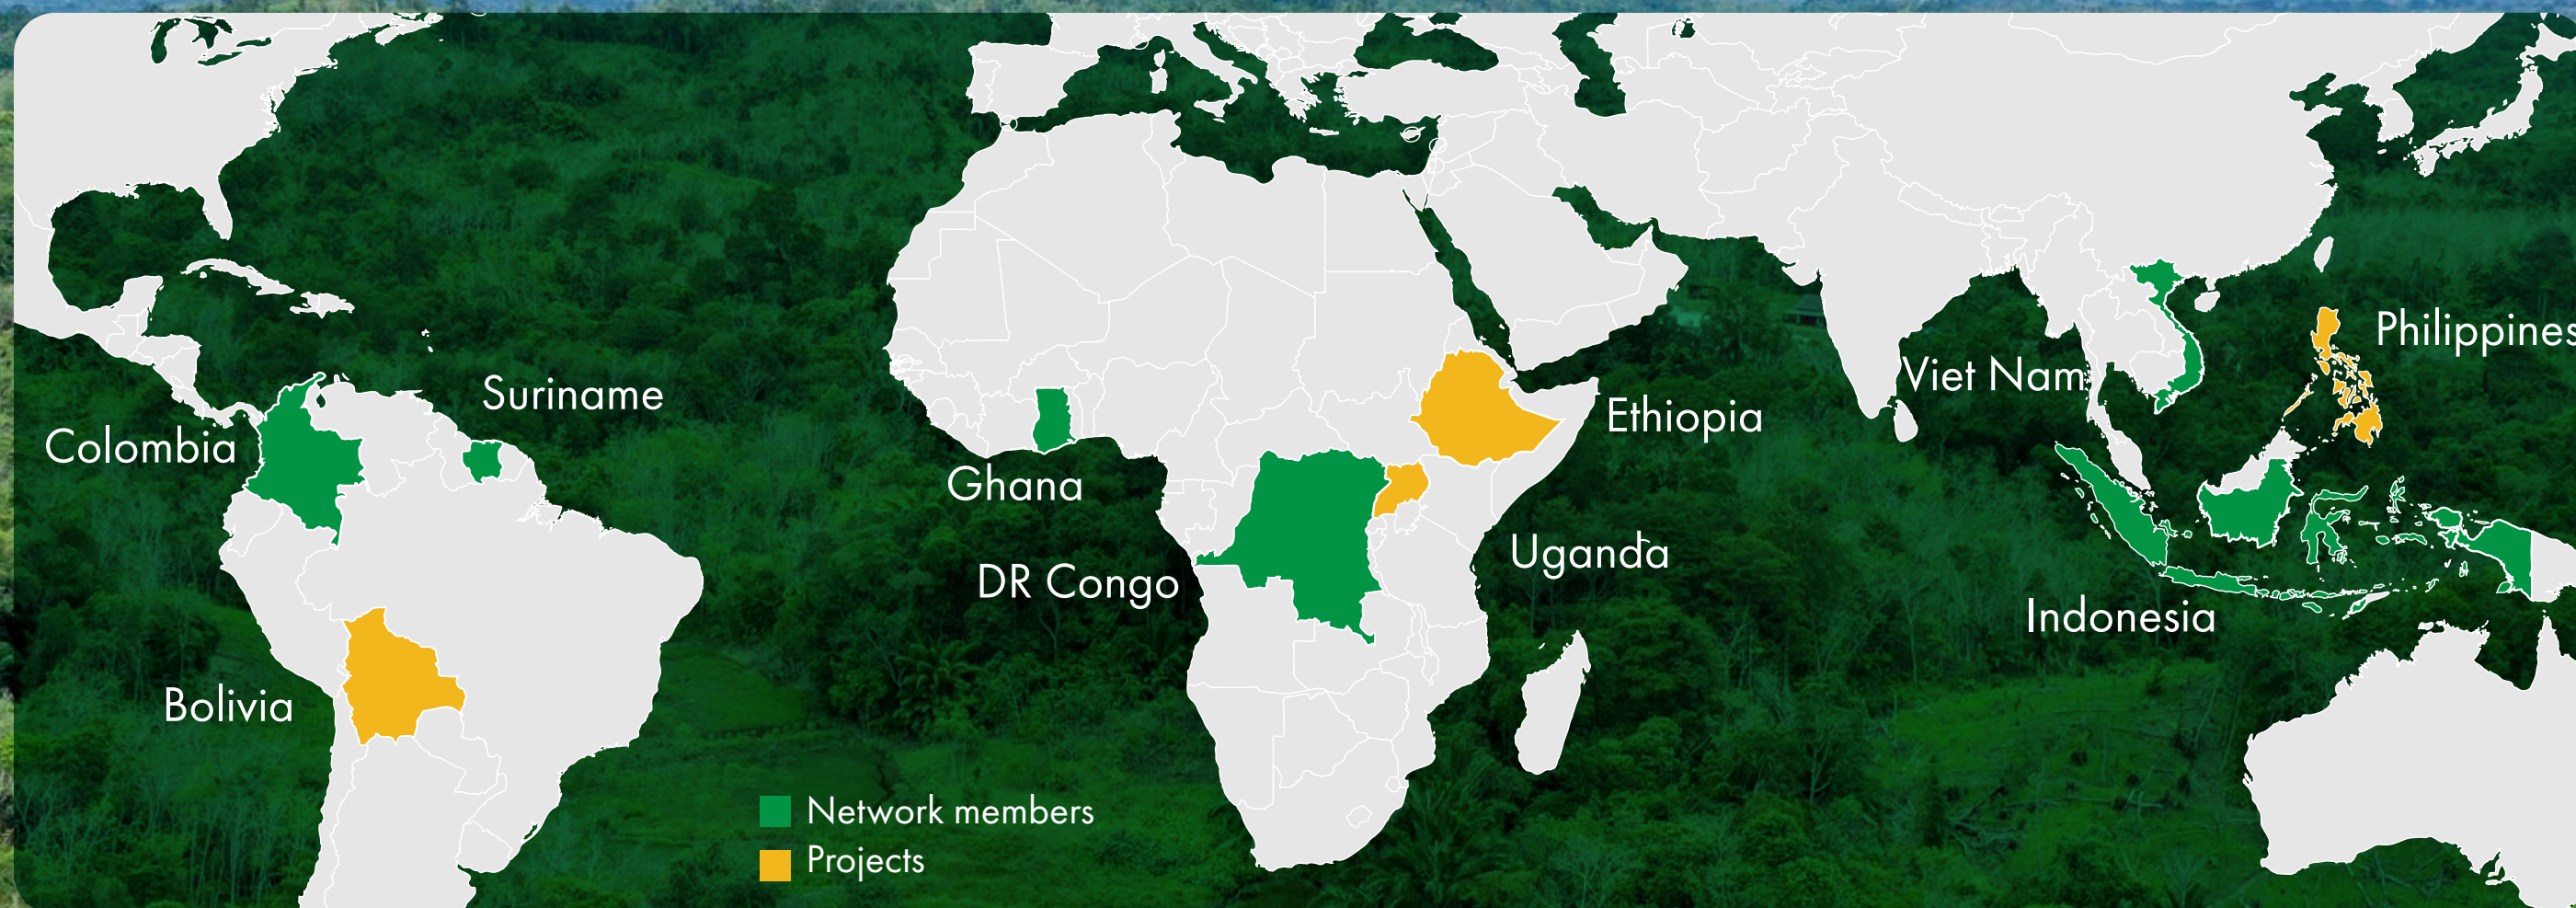 Philippines
Viet Nam
Suriname
Ethiopia
Colombia
Ghana
Uganda
DR Congo
Indonesia
Bolivia
Network members
Projects